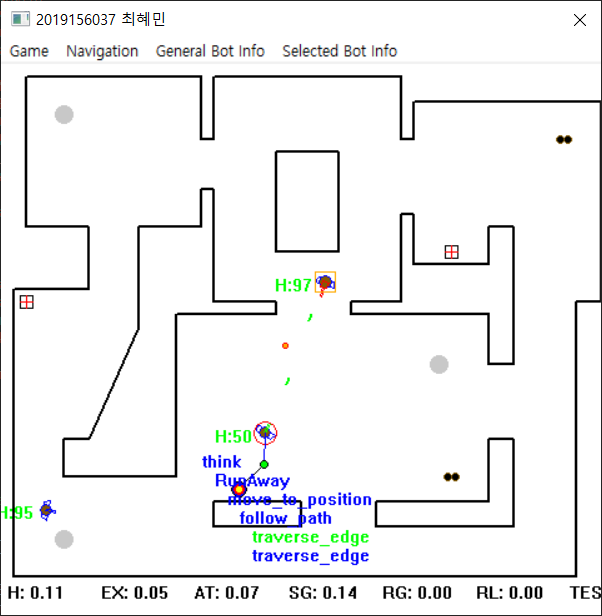 2019156037 최혜민
Game Navigation General Bot Info Selected Bot Info
H:97
H:50
think
RunAway
move_to_position
H:95
follow_path
traverse_edge
traverse_edge
H: 0.11 EX: 0.05 AT: 0.07 SG: 0.14 RG: 0.00 RL: 0.00 TES